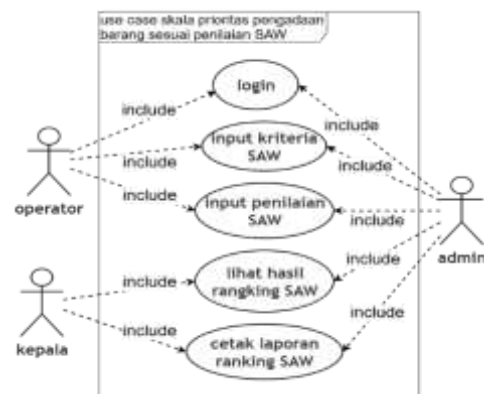 use case skala prioritas pengadaan
barang sesuai penilaian SAW
login
include
include
input kriteria
SAW
include
include
operator
include
input penilaian
SAW
include
admin
lihat hasil
rangking SAW
include
include
kepala
include
cetak laporan
ranking SAW
include